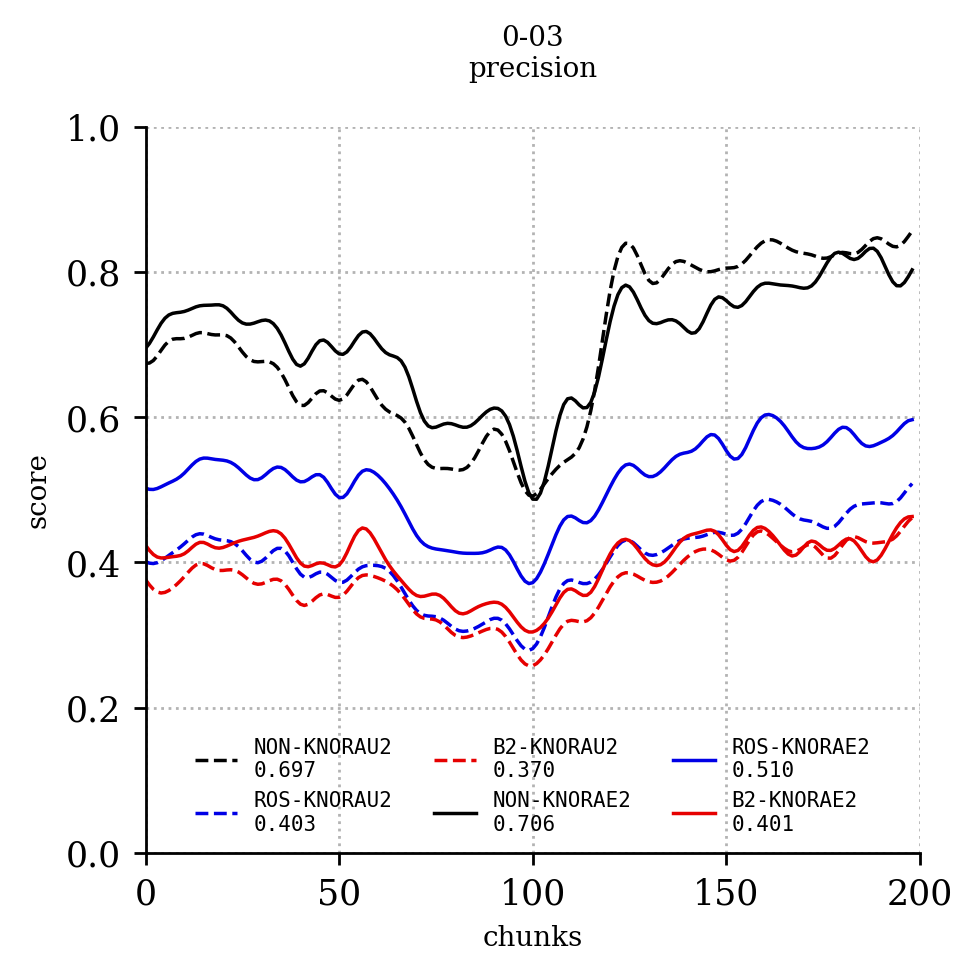 0-03
precision
1.0
0.8
0.6
0.4
0.2
0.0
score
NON-KNORAU2
0.697
ROS-KNORAU2
0.403
B2-KNORAU2
0.370
NON-KNORAE2
0.706
ROS-KNORAE2
0.510
B2-KNORAE2
0.401
0 50 100 150 200
chunks